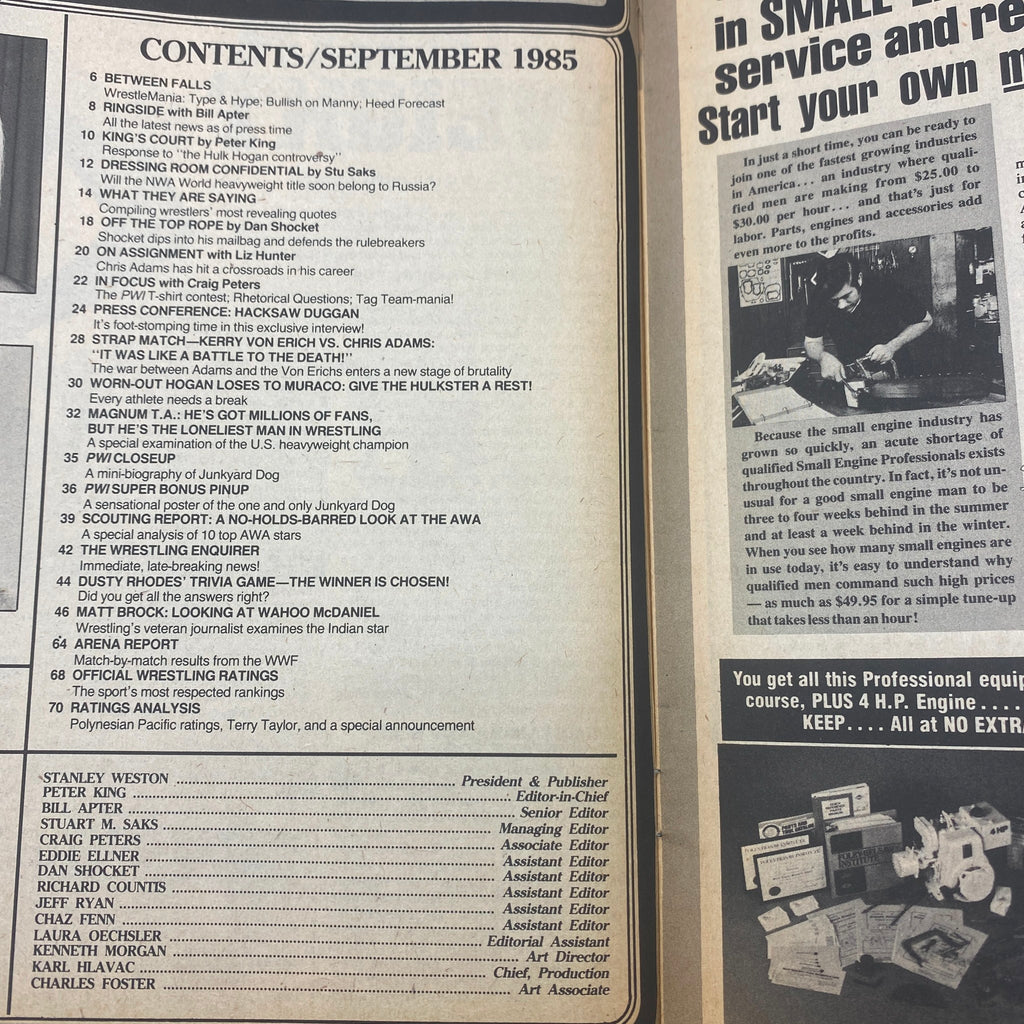 CONTENTS/SEPTEMBER 1985
6 BETWEEN FALLS
WrestleMania: Type & Hype; Bullish on Manny; Heed Forecast
8 RINGSIDE with Bill Apter
All the latest news as of press time
10 KING'S COURT by Peter King
Response to "the Hulk Hogan controversy"
12 DRESSING ROOM CONFIDENTIAL by Stu Saks
Will the NWA World heavyweight title soon belong to Russia?
14 WHAT THEY ARE SAYING
Compiling wrestlers' most revealing quotes
18 OFF THE TOP ROPE by Dan Shocket
Shocket dips into his mailbag and defends the rulebreakers
20 ON ASSIGNMENT with Liz Hunter
Chris Adams has hit a crossroads in his career
22 IN FOCUS with Craig Peters
The PWI T-shirt contest; Rhetorical Questions; Tag Team-mania!
24 PRESS CONFERENCE: HACKSAW DUGGAN
It's foot-stomping time in this exclusive interview!
28 STRAP MATCH—KERRY VON ERICH VS. CHRIS ADAMS:
"IT WAS LIKE A BATTLE TO THE DEATH!"
The war between Adams and the Von Erichs enters a new stage of brutality
30 WORN-OUT HOGAN LOSES TO MURACO: GIVE THE HULKSTER A REST!
Every athlete needs a break
32 MAGNUM T.A.: HE'S GOT MILLIONS OF FANS,
BUT HE'S THE LONELIEST MAN IN WRESTLING
A special examination of the U.S. heavyweight champion
35 PWI CLOSEUP
A mini-biography of Junkyard Dog
36 PWI SUPER BONUS PINUP
A sensational poster of the one and only Junkyard Dog
39 SCOUTING REPORT: A NO-HOLDS-BARRED LOOK AT THE AWA
A special analysis of 10 top AWA stars
42 THE WRESTLING ENQUIRER
Immediate, late-breaking news!
44 DUSTY RHODES' TRIVIA GAME—THE WINNER IS CHOSEN!
Did you get all the answers right?
46 MATT BROCK: LOOKING AT WAHOO McDANIEL
Wrestling's veteran journalist examines the Indian star
64 ARENA REPORT
Match-by-match results from the WWF
68 OFFICIAL WRESTLING RATINGS
The sport's most respected rankings
70 RATINGS ANALYSIS
Polynesian Pacific ratings, Terry Taylor, and a special announcement
STANLEY WESTON ........ President & Publisher
PETER KING ........ Editor-in-Chief
BILL APTER ........ Senior Editor
STUART M. SAKS ........ Managing Editor
CRAIG PETERS ........ Associate Editor
EDDIE ELLNER ........ Assistant Editor
DAN SHOCKET ........ Assistant Editor
RICHARD COUNTIS ........ Assistant Editor
JEFF RYAN ........ Assistant Editor
CHAZ FENN ........ Assistant Editor
LAURA OECHSLER ........ Editorial Assistant
KENNETH MORGAN ........ Art Director
KARL HLAVAC ........ Chief, Production
CHARLES FOSTER ........ Art Associate
in SMALL
service and re
Start your own m
In just a short time, you can be ready to
join one of the fastest growing industries
in America... an industry where quali-
fied men are making from $25.00 to
$30.00 per hour... and that's just for
labor. Parts, engines and accessories add
even more to the profits.
Because the small engine industry has
grown so quickly, an acute shortage of
qualified Small Engine Professionals exists
throughout the country. In fact, it's not un-
usual for a good small engine man to be
three to four weeks behind in the summer
and at least a week behind in the winter.
When you see how many small engines are
in use today, it's easy to understand why
qualified men command such high prices
— as much as $49.95 for a simple tune-up
that takes less than an hour!
You get all this Professional equip
course, PLUS 4 H.P. Engine....
KEEP.... All at NO EXTRA
4 HP